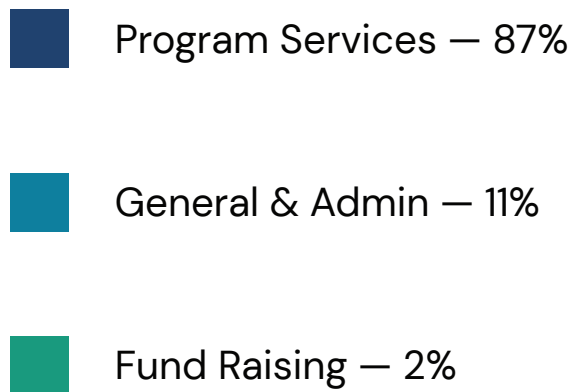 Program Services — 87%
General & Admin — 11%
Fund Raising — 2%